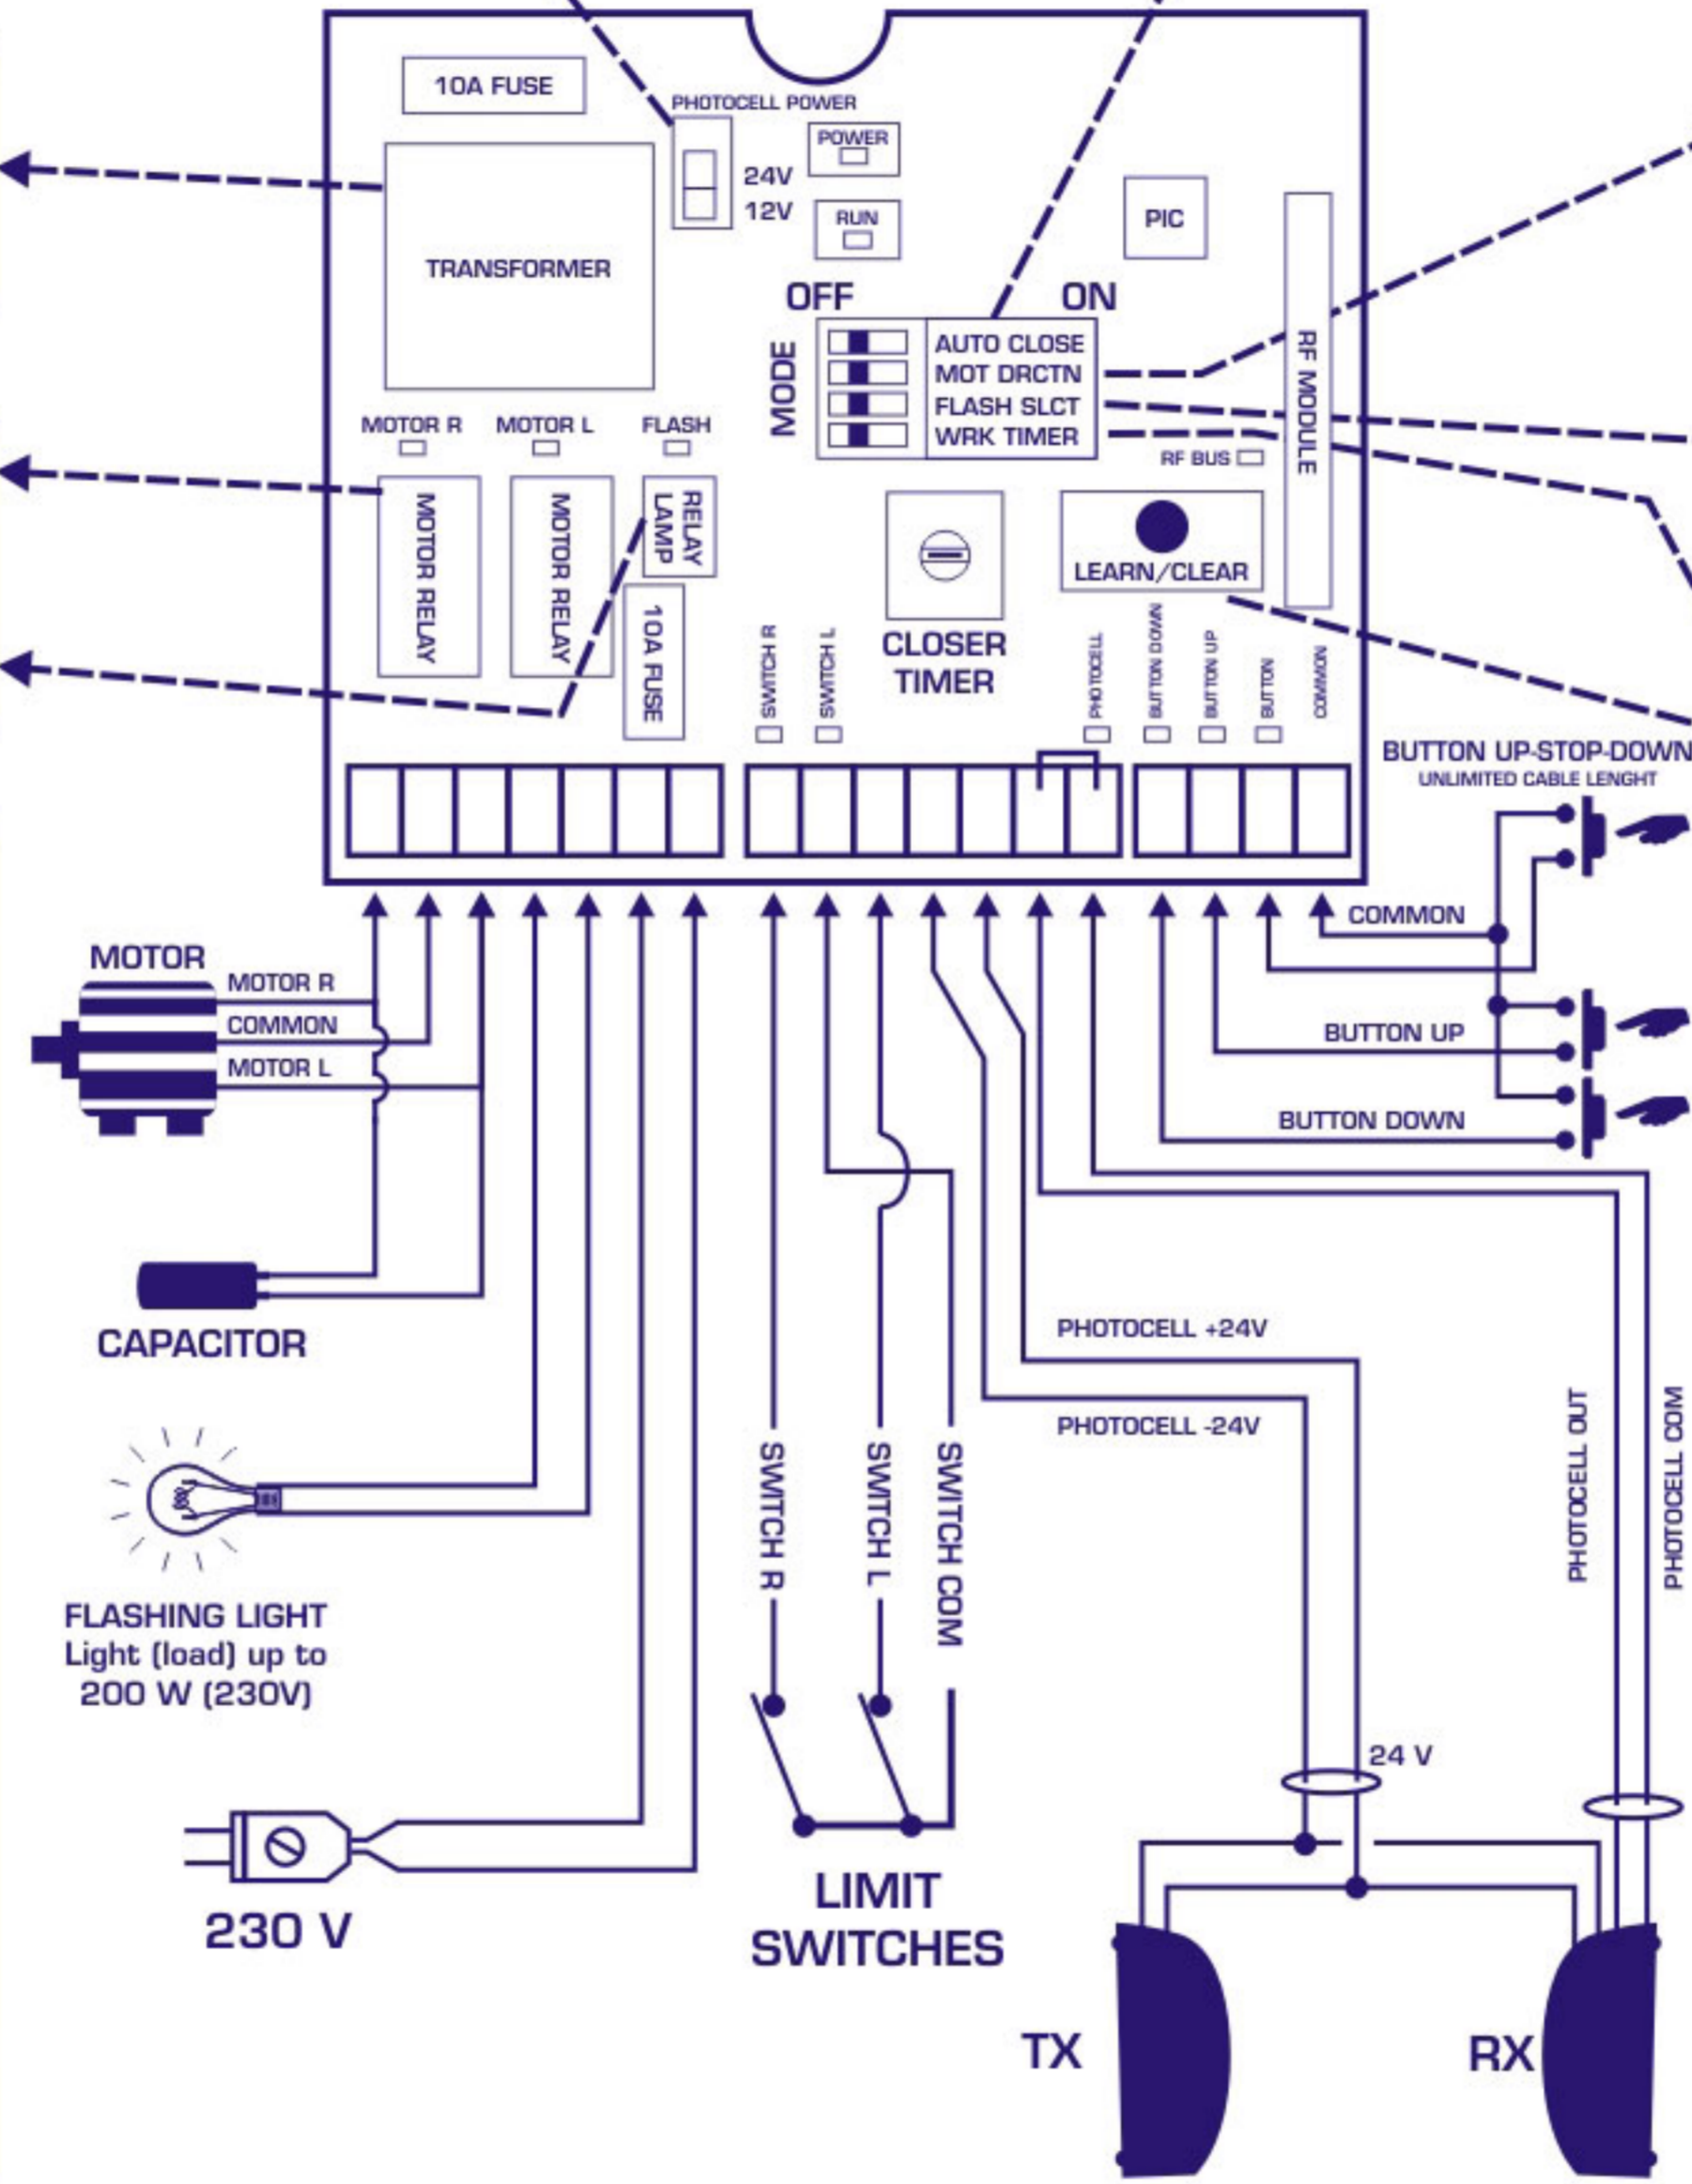 10A FUSE
PHOTOCELL POWER
POWER
24V
12V
RUN
PIC
TRANSFORMER
OFF
ON
MODE
AUTO CLOSE
MOT DRCTN
FLASH SLCT
WRK TIMER
RF MODULE
RF BUS
MOTOR R
MOTOR L
FLASH
MOTOR RELAY
MOTOR RELAY
RELAY
LAMP
10A FUSE
LEARN/CLEAR
CLOSER
TIMER
SWITCH R
SWITCH L
PHOTOCELL
BUTTON DOWN
BUTTON UP
BUTTON
COMMON
BUTTON UP-STOP-DOWN
UNLIMITED CABLE LENGHT
COMMON
BUTTON UP
BUTTON DOWN
MOTOR
MOTOR R
COMMON
MOTOR L
CAPACITOR
PHOTOCELL +24V
PHOTOCELL -24V
SWITCH R
SWITCH L
SWITCH COM
PHOTOCELL OUT
PHOTOCELL COM
FLASHING LIGHT
Light (load) up to
200 W (230V)
24 V
230 V
LIMIT
SWITCHES
TX
RX